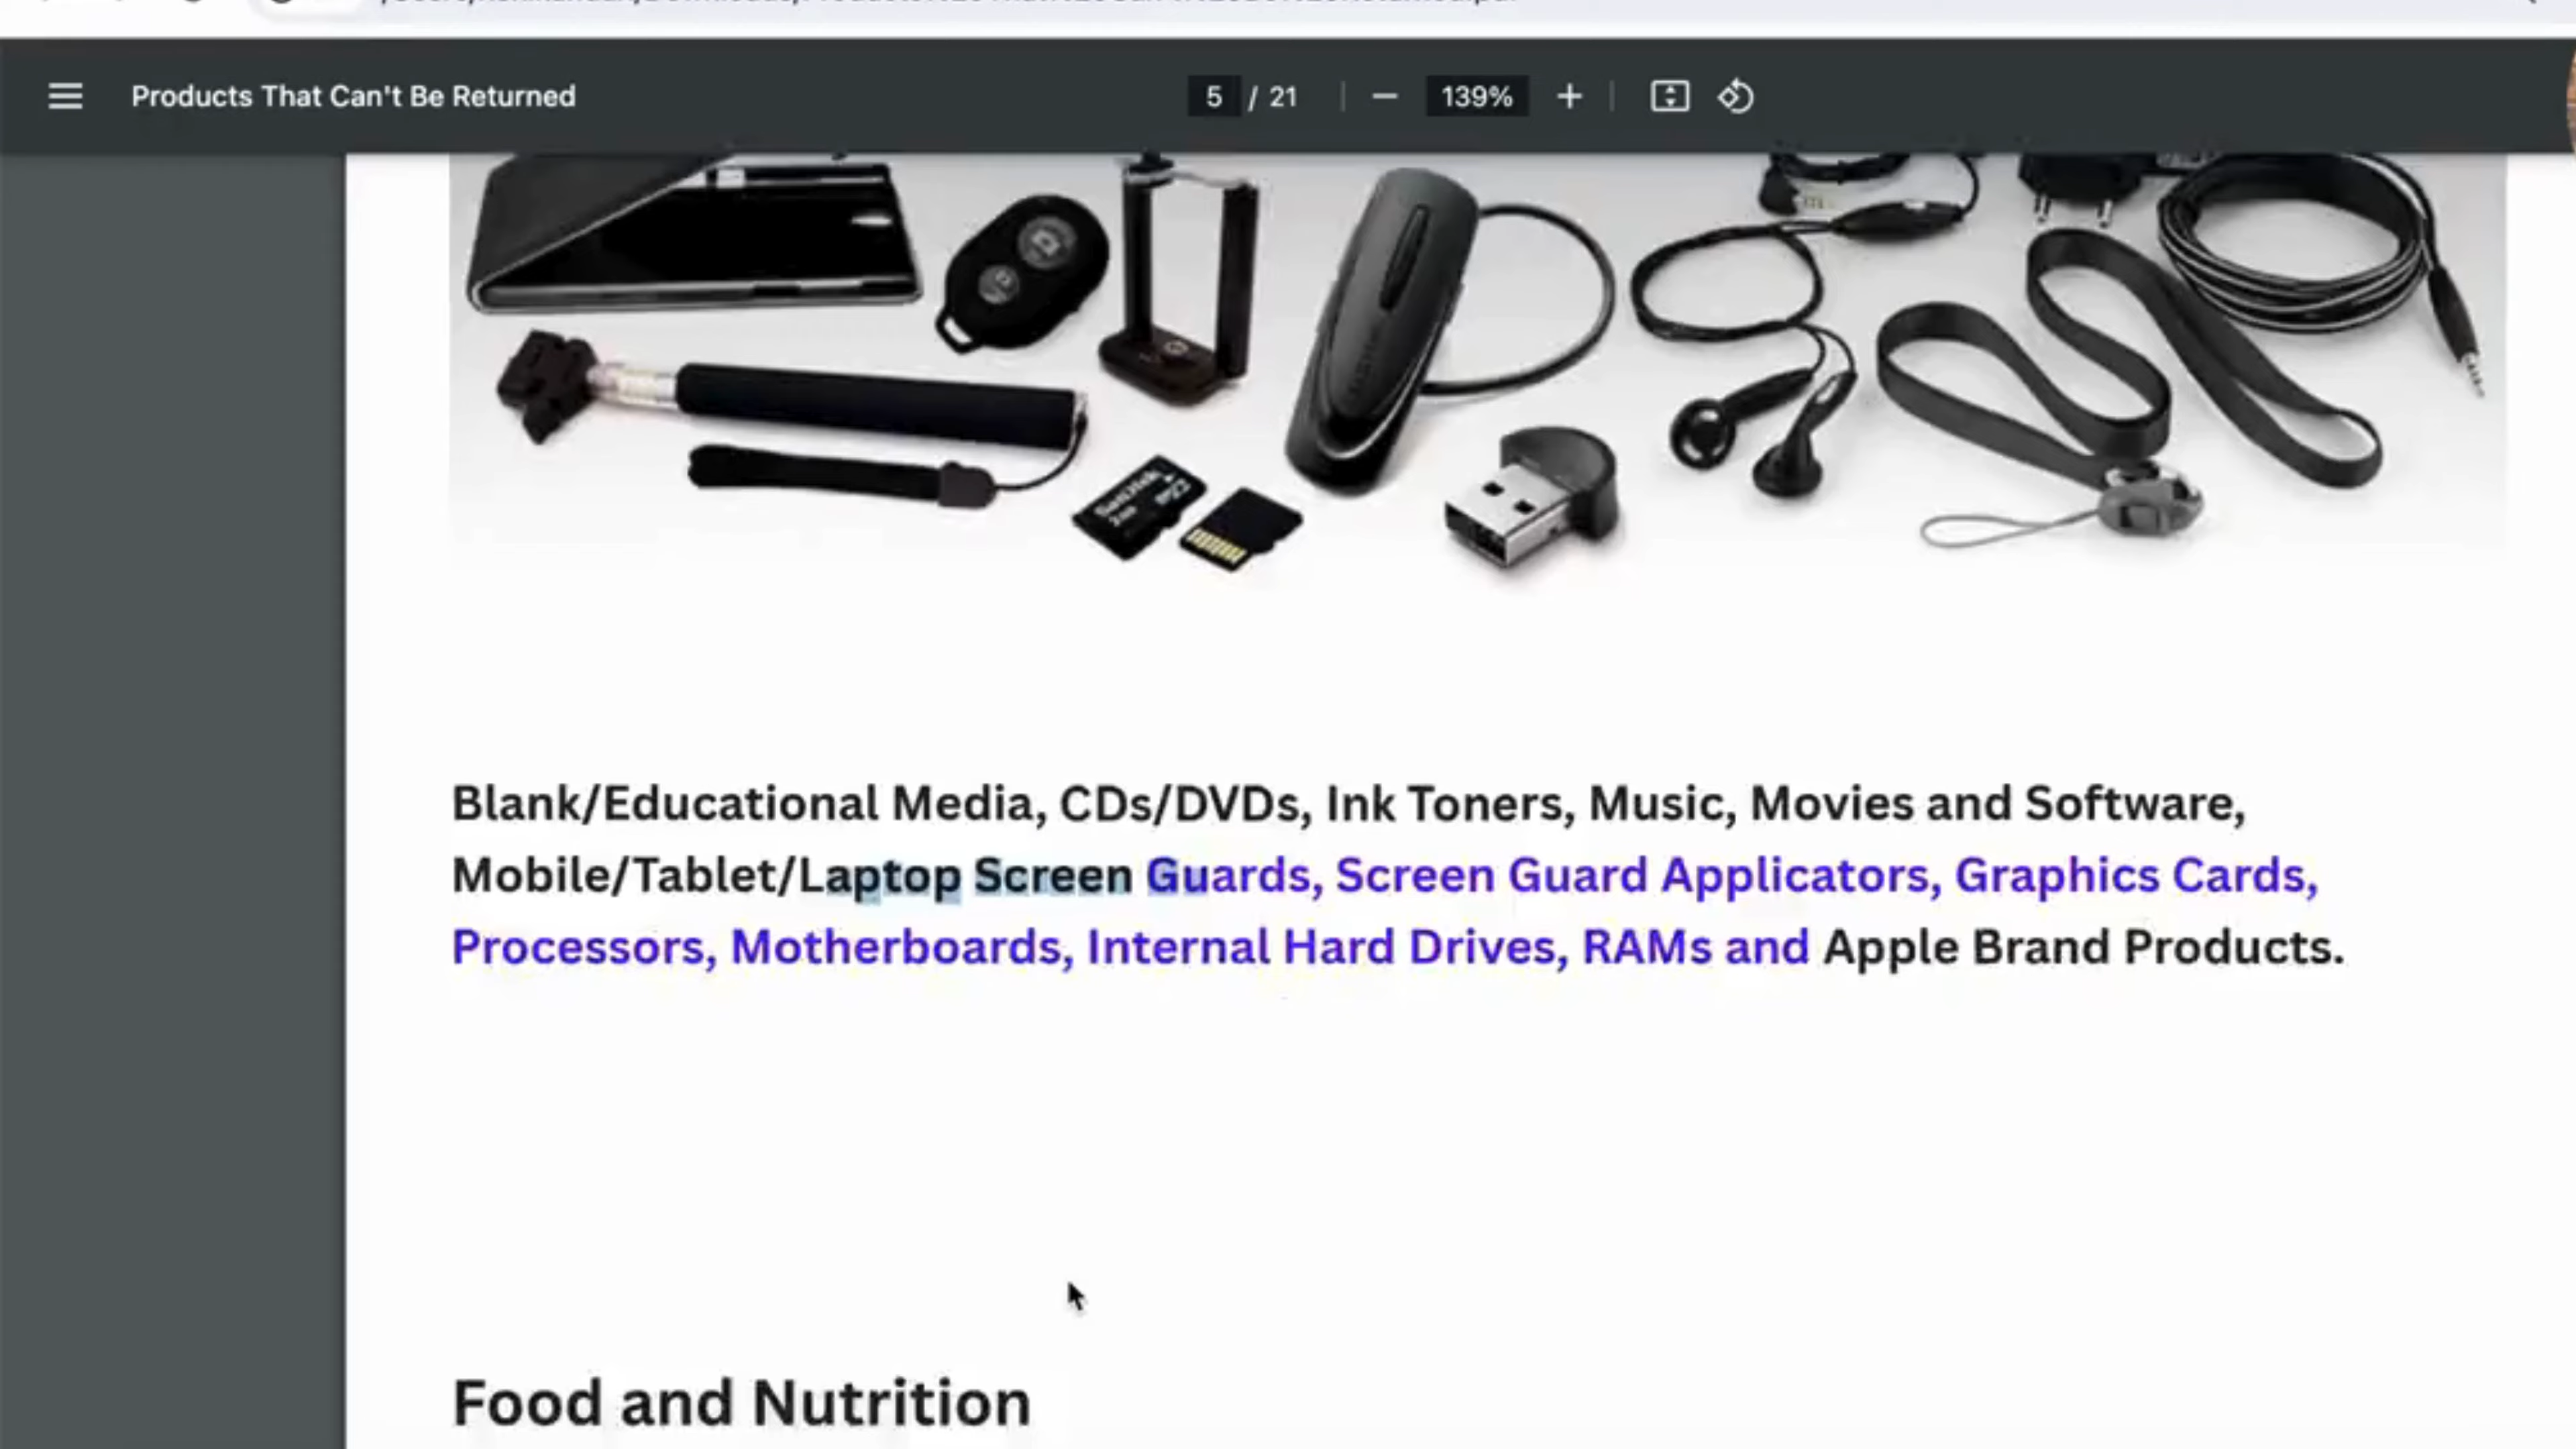 Products That Can't Be Returned
5 / 21
139%
SanDisk
Blank/Educational Media, CDs/DVDs, Ink Toners, Music, Movies and Software,
Mobile/Tablet/Laptop Screen Guards, Screen Guard Applicators, Graphics Cards,
Processors, Motherboards, Internal Hard Drives, RAMs and Apple Brand Products.
Food and Nutrition